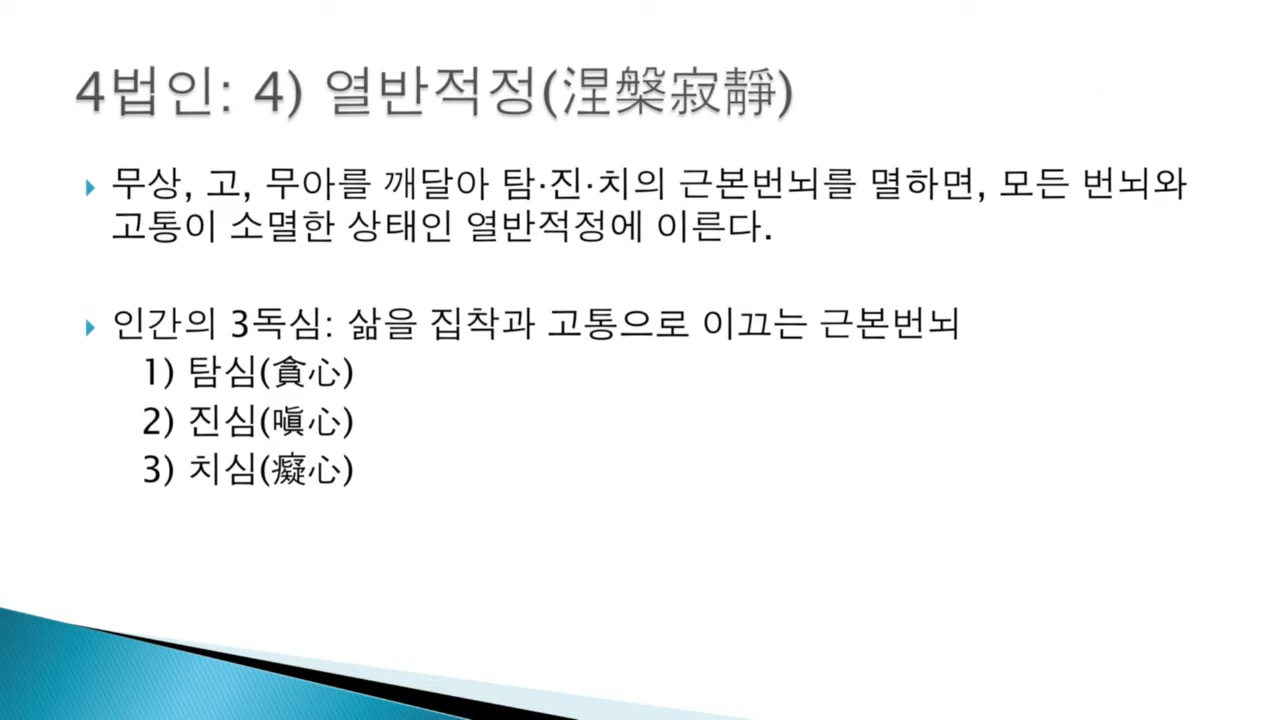 4법인: 4) 열반적정(涅槃寂靜)
무상, 고, 무아를 깨달아 탐·진·치의 근본번뇌를 멸하면, 모든 번뇌와
고통이 소멸한 상태인 열반적정에 이른다.
인간의 3독심: 삶을 집착과 고통으로 이끄는 근본번뇌
1) 탐심(貪心)
2) 진심(嗔心)
3) 치심(癡心)